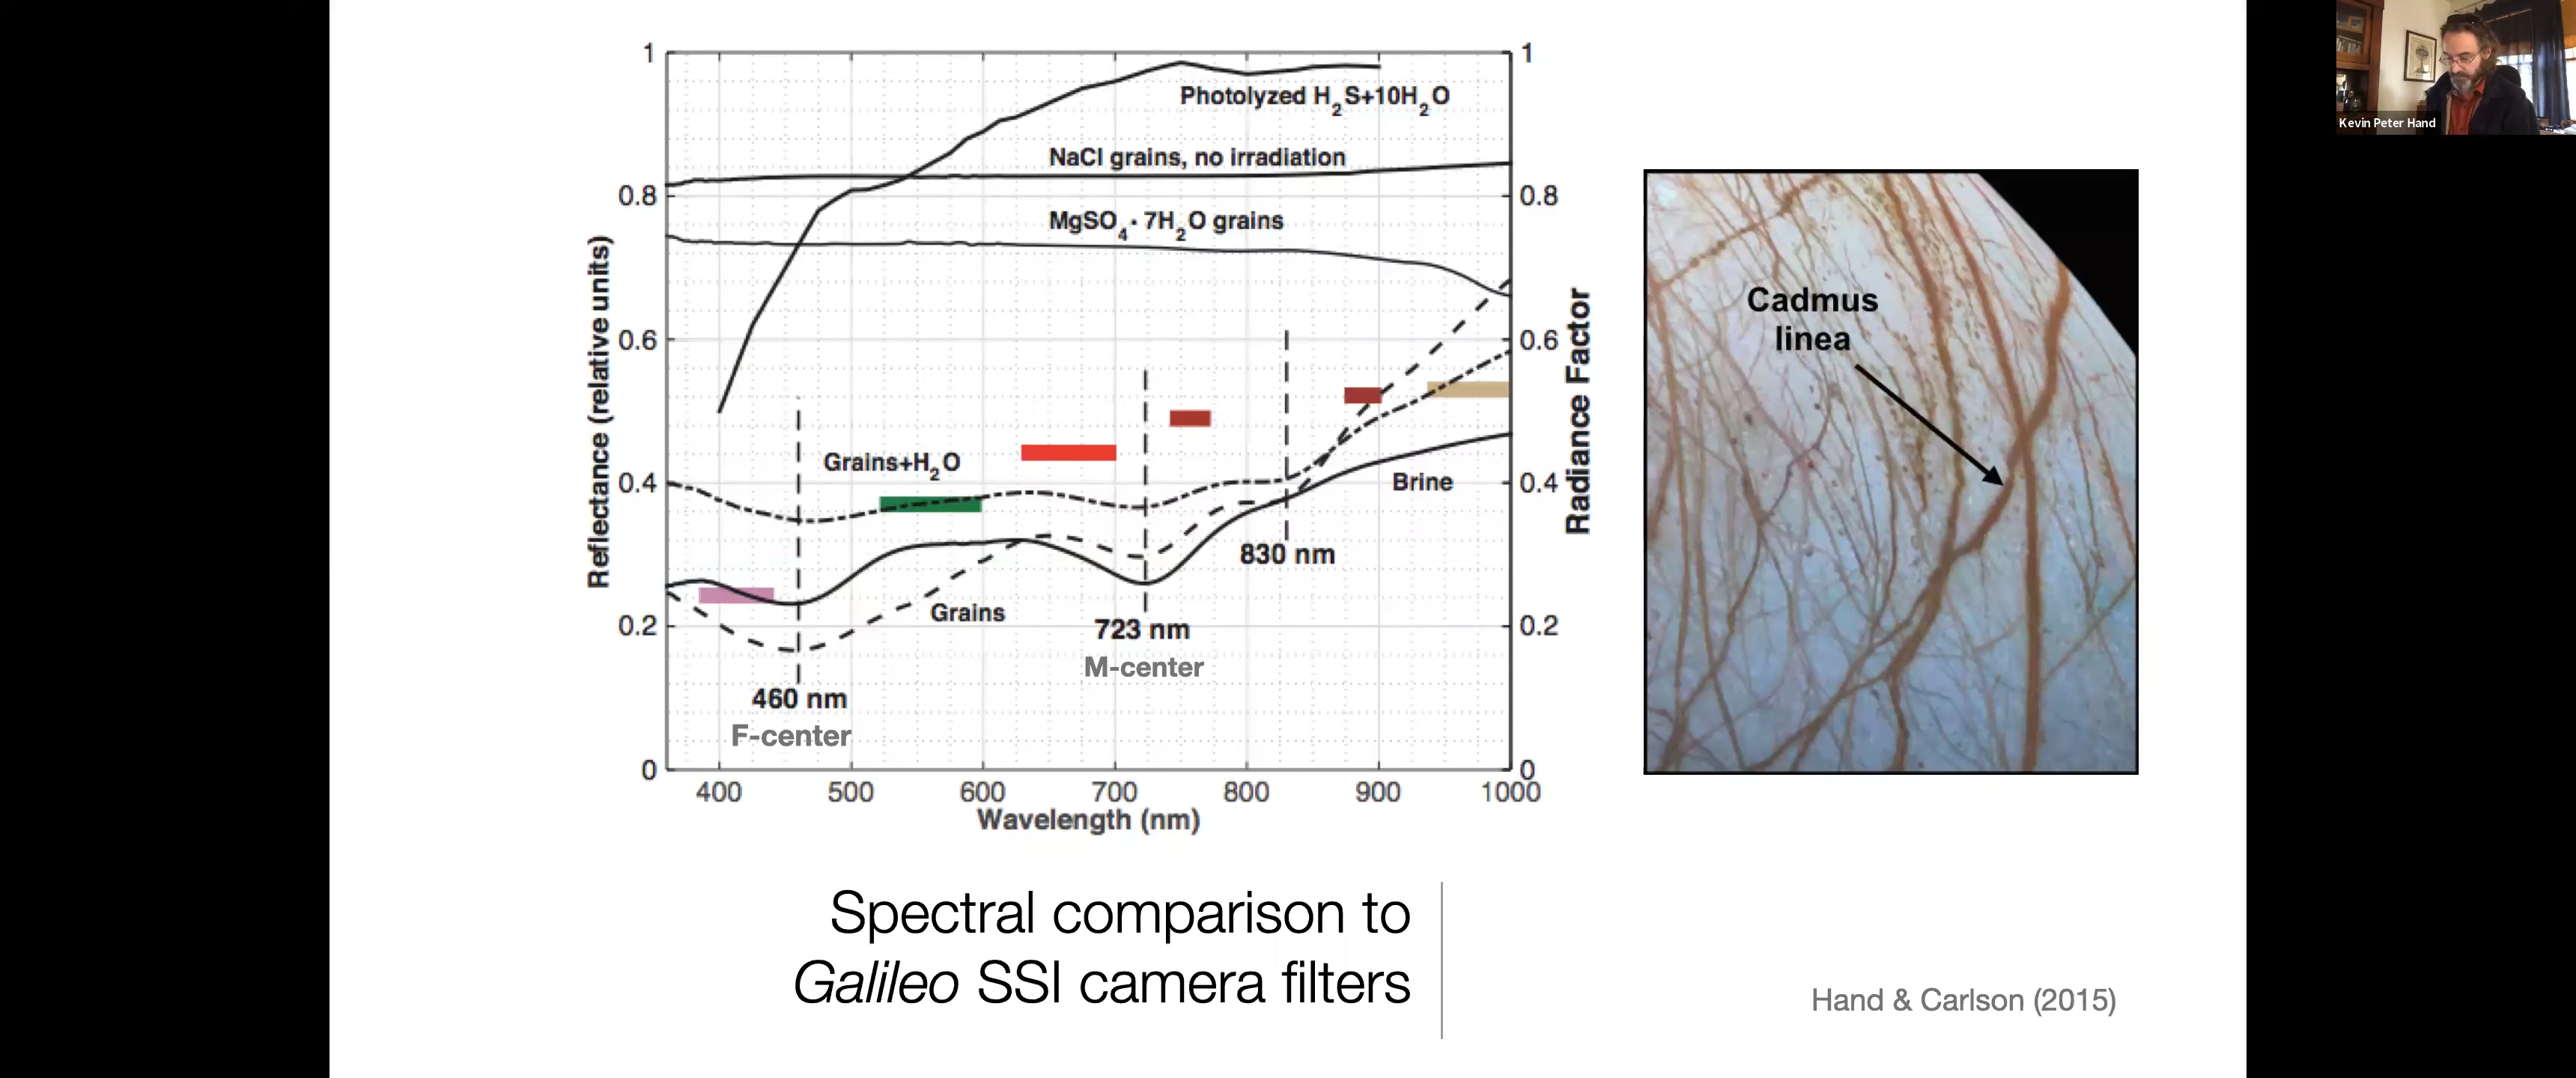 Kevin Peter Hand
1
1
Photolyzed H2S+10H2O
NaCl grains, no irradiation
0.8
0.8
MgSO4 · 7H2O grains
Reflectance (relative units)
Radiance Factor
0.6
0.6
Grains+H2O
0.4
0.4
Brine
830 nm
Grains
0.2
0.2
723 nm
M-center
460 nm
F-center
0
0
400 500 600 700 800 900 1000
Wavelength (nm)
Cadmus
linea
Spectral comparison to
Galileo SSI camera filters
Hand & Carlson (2015)